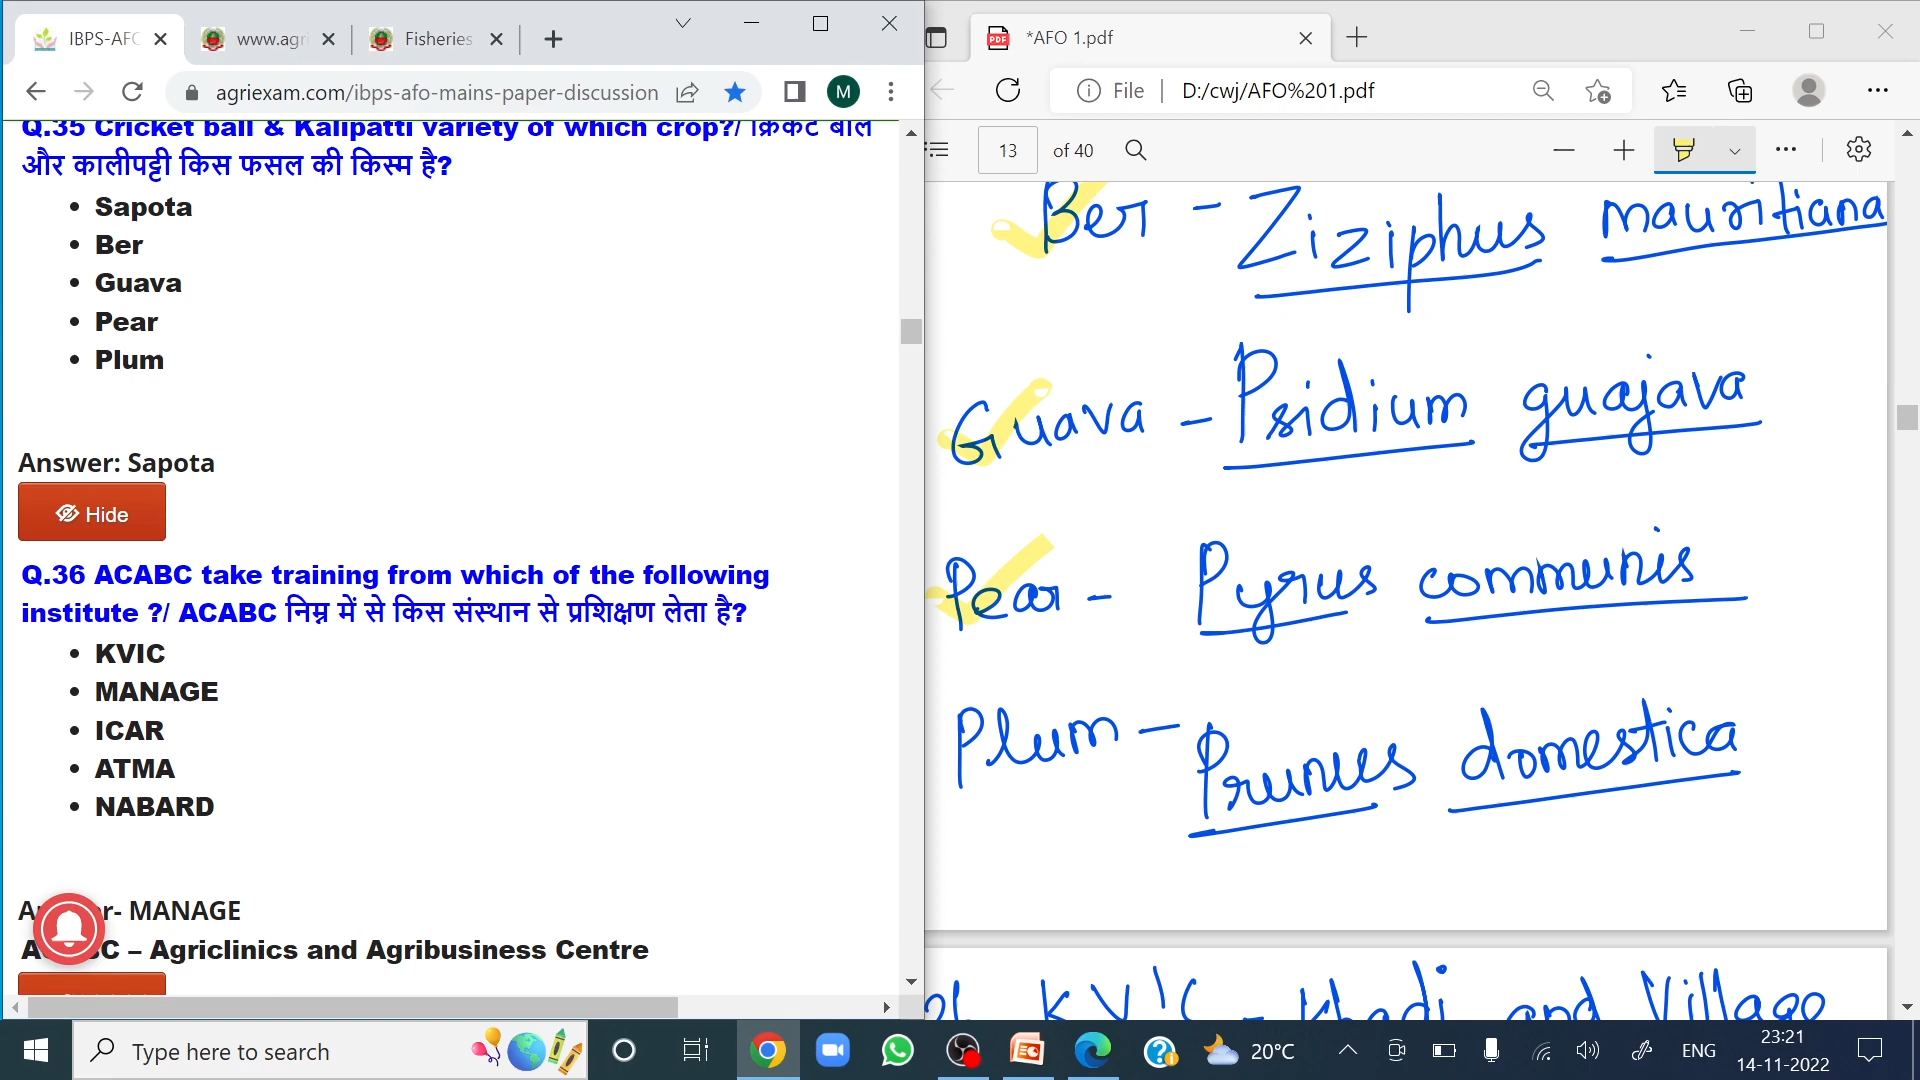 IBPS-AFC
www.agri
Fisheries
agriexam.com/ibps-afo-mains-paper-discussion
M
Q.35 Cricket ball & Kalipatti variety of which crop?/ क्रिकेट बॉल
और कालीपट्टी किस फसल की किस्म है?
• Sapota
• Ber
• Guava
• Pear
• Plum
Answer: Sapota
Hide
Q.36 ACABC take training from which of the following
institute ?/ ACABC निम्न में से किस संस्थान से प्रशिक्षण लेता है?
• KVIC
• MANAGE
• ICAR
• ATMA
• NABARD
r- MANAGE
BC – Agriclinics and Agribusiness Centre
*AFO 1.pdf
File | D:/cwj/AFO%201.pdf
13 of 40
Ber - Ziziphus mauritiana
Guava - Psidium guajava
Pear - Pyrus communis
Plum - Prunus domestica
KVIC - Khadi and Village
Type here to search
20°C
ENG
23:21
14-11-2022